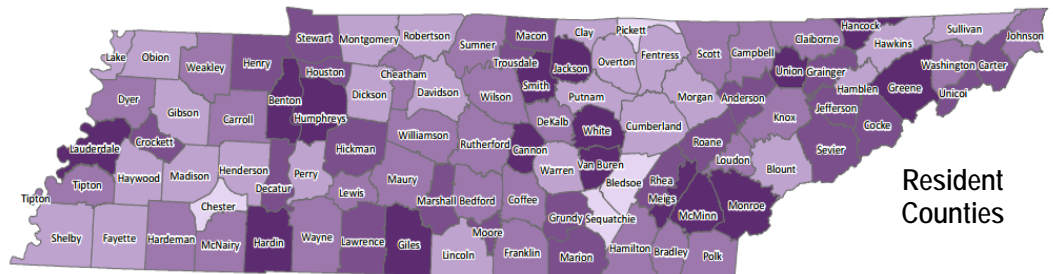 Stewart
Montgomery
Robertson
Sumner
Macon
Clay
Pickett
Fentress
Scott
Campbell
Claiborne
Hancock
Hawkins
Sullivan
Johnson
Lake
Obion
Weakley
Henry
Houston
Cheatham
Trousdale
Jackson
Overton
Union
Grainger
Washington
Carter
Dyer
Gibson
Carroll
Benton
Humphreys
Dickson
Davidson
Wilson
Smith
Putnam
Morgan
Anderson
Hamblen
Greene
Unicoi
Lauderdale
Crockett
Hickman
Williamson
Rutherford
Cannon
DeKalb
White
Cumberland
Roane
Knox
Jefferson
Cocke
Sevier
Tipton
Tipton
Haywood
Madison
Henderson
Decatur
Perry
Lewis
Maury
Marshall
Bedford
Coffee
Warren
Van Buren
Bledsoe
Rhea
Meigs
Loudon
Blount
Monroe
McMinn
Chester
Shelby
Fayette
Hardeman
McNairy
Hardin
Wayne
Lawrence
Giles
Lincoln
Moore
Franklin
Grundy
Sequatchie
Marion
Hamilton
Bradley
Polk
Resident
Counties